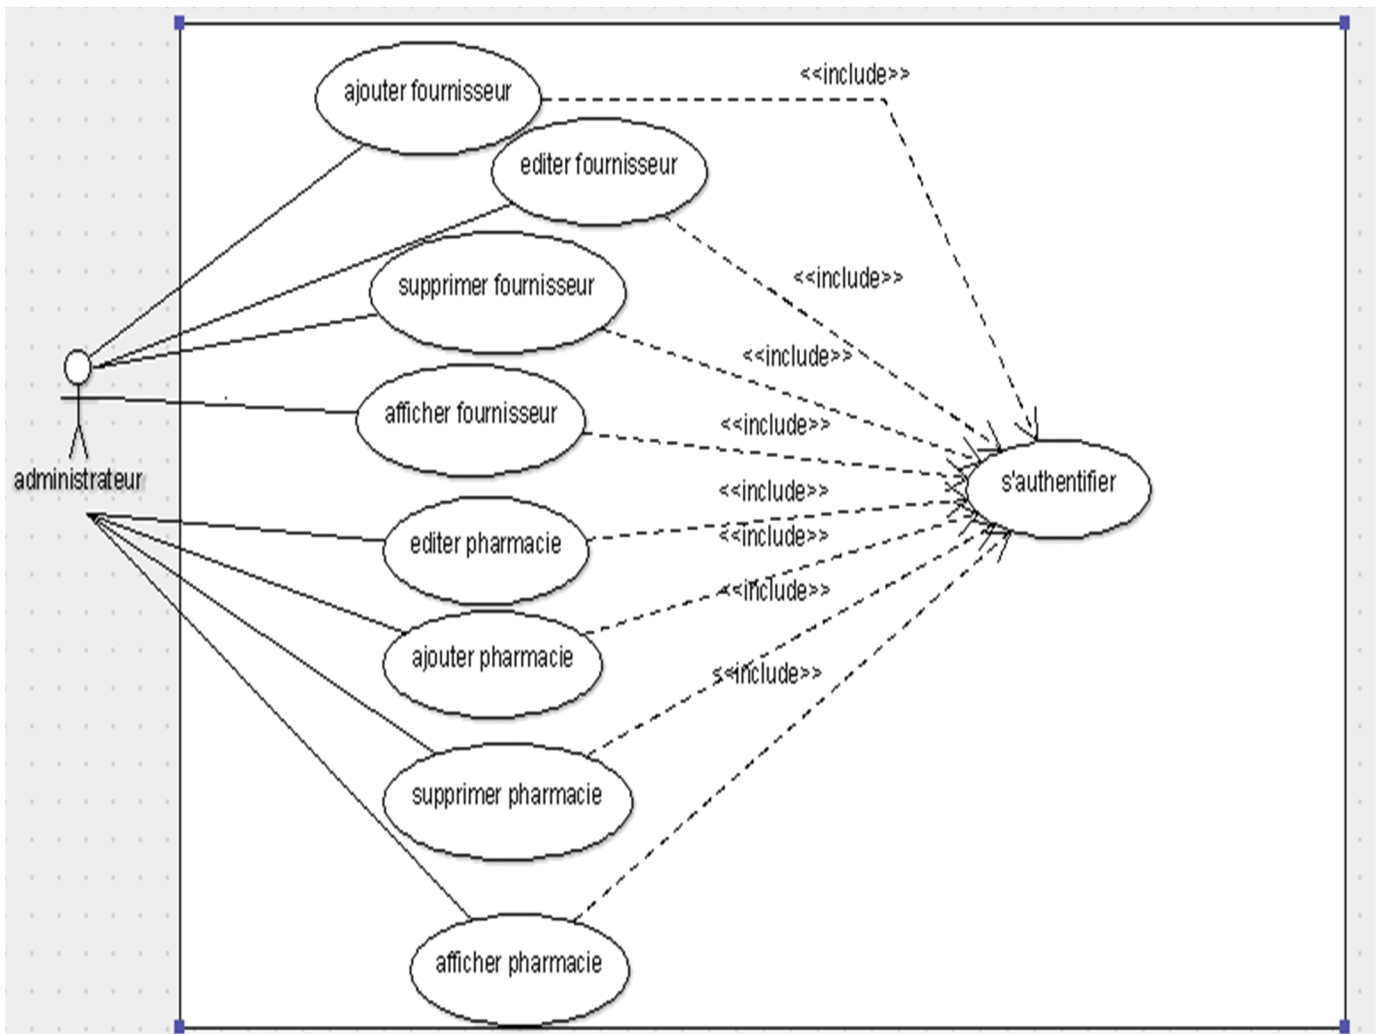 <<include>>
ajouter fournisseur
editer fournisseur
<<include>>
supprimer fournisseur
<<include>>
afficher fournisseur
<<include>>
administrateur
s'authentifier
<<include>>
<<include>>
editer pharmacie
<<include>>
ajouter pharmacie
<<include>>
supprimer pharmacie
afficher pharmacie